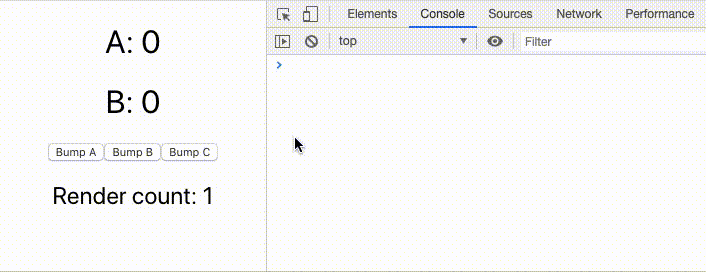 A: 0
B: 0
Bump A Bump B Bump C
Render count: 1
Elements Console Sources Network Performance
top Filter